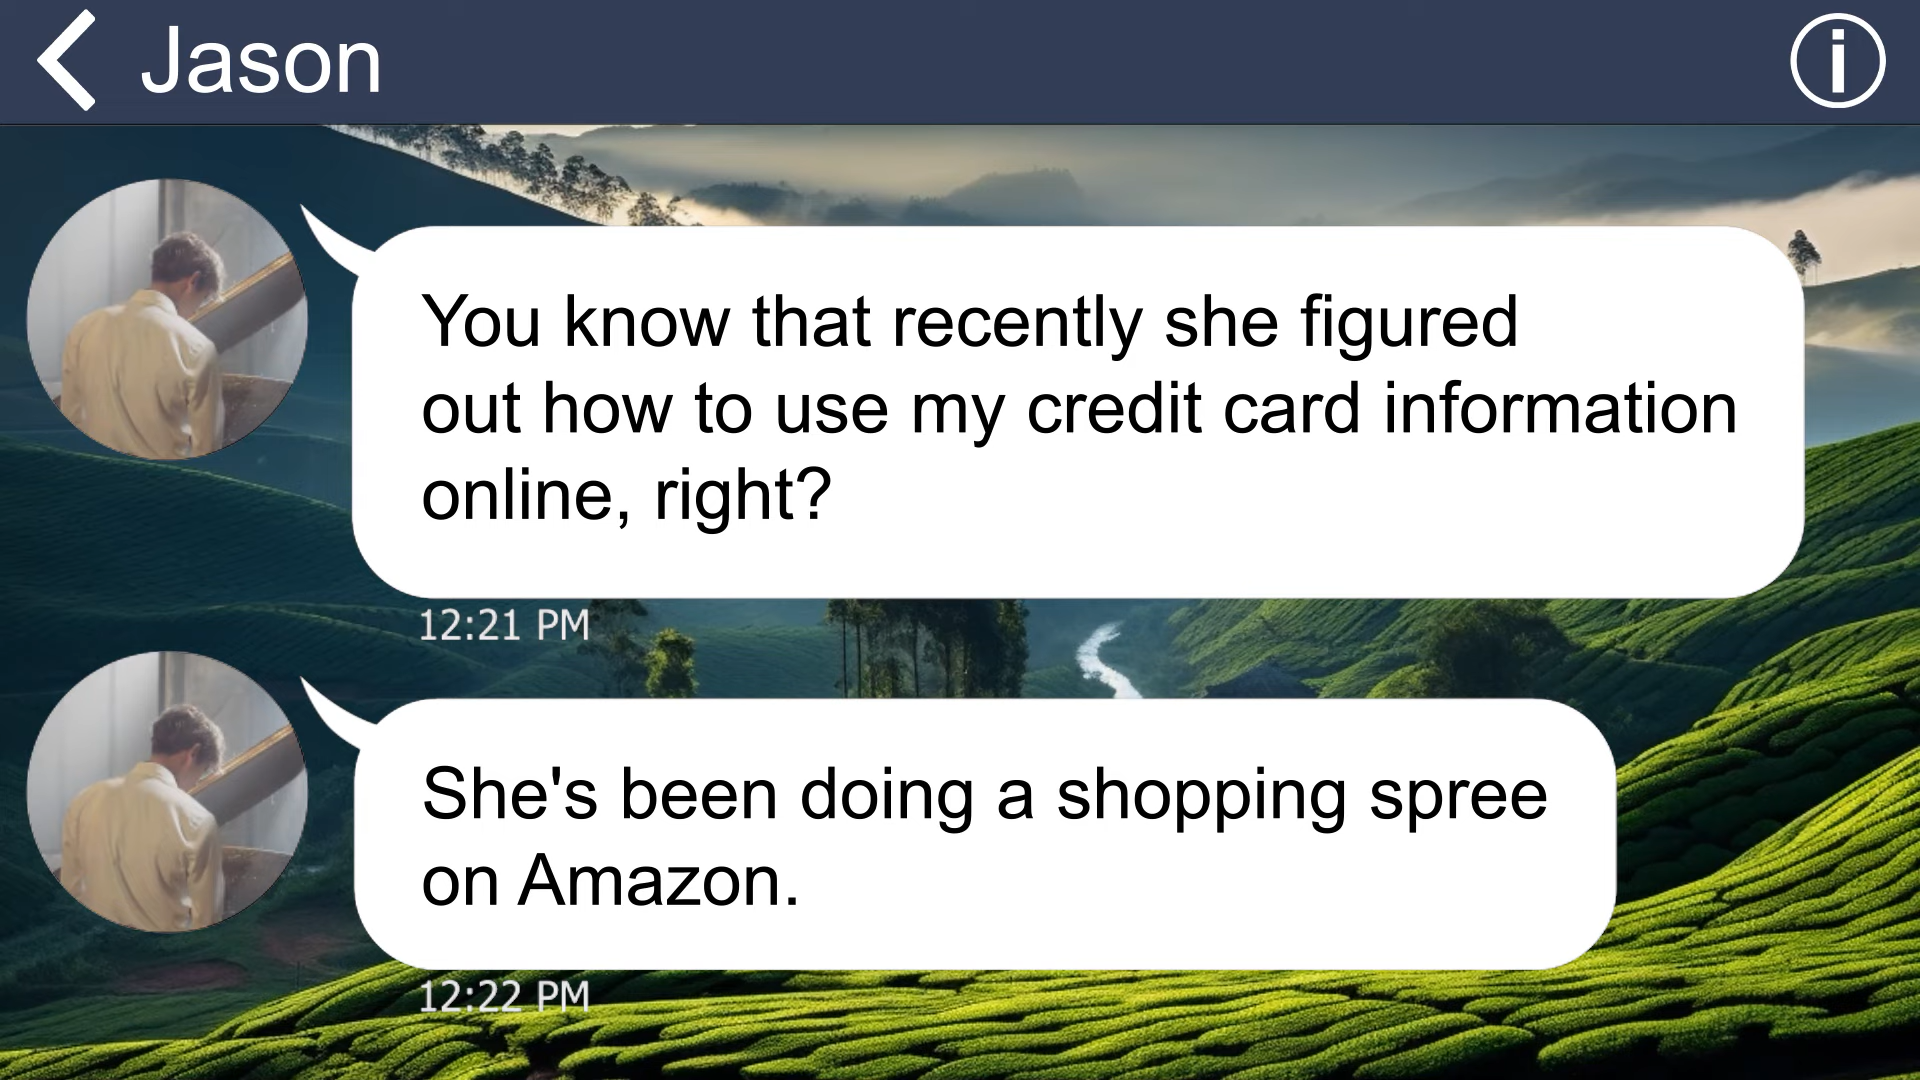 Jason
You know that recently she figured
out how to use my credit card information
online, right?
12:21 PM
She's been doing a shopping spree
on Amazon.
12:22 PM